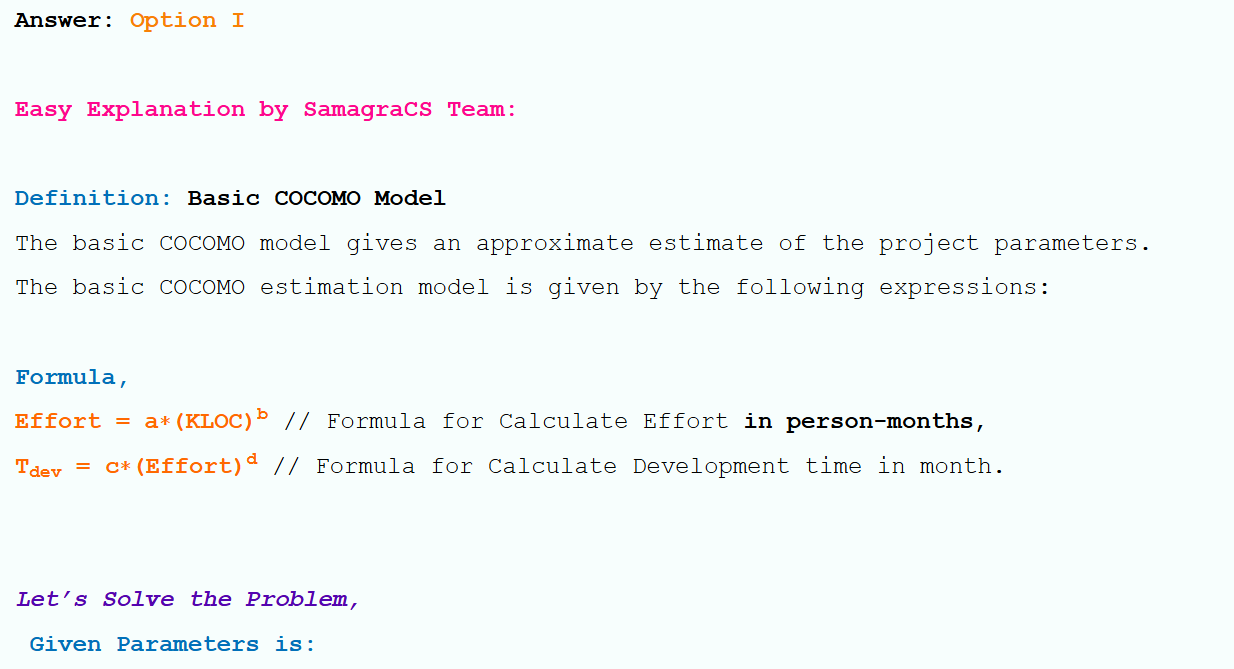 Answer: Option I
Easy Explanation by SamagraCS Team:
Definition: Basic COCOMO Model
The basic COCOMO model gives an approximate estimate of the project parameters.
The basic COCOMO estimation model is given by the following expressions:
Formula,
Effort = a*(KLOC)ᵇ // Formula for Calculate Effort in person-months,
T_dev = c*(Effort)ᵈ // Formula for Calculate Development time in month.
Let’s Solve the Problem,
Given Parameters is: